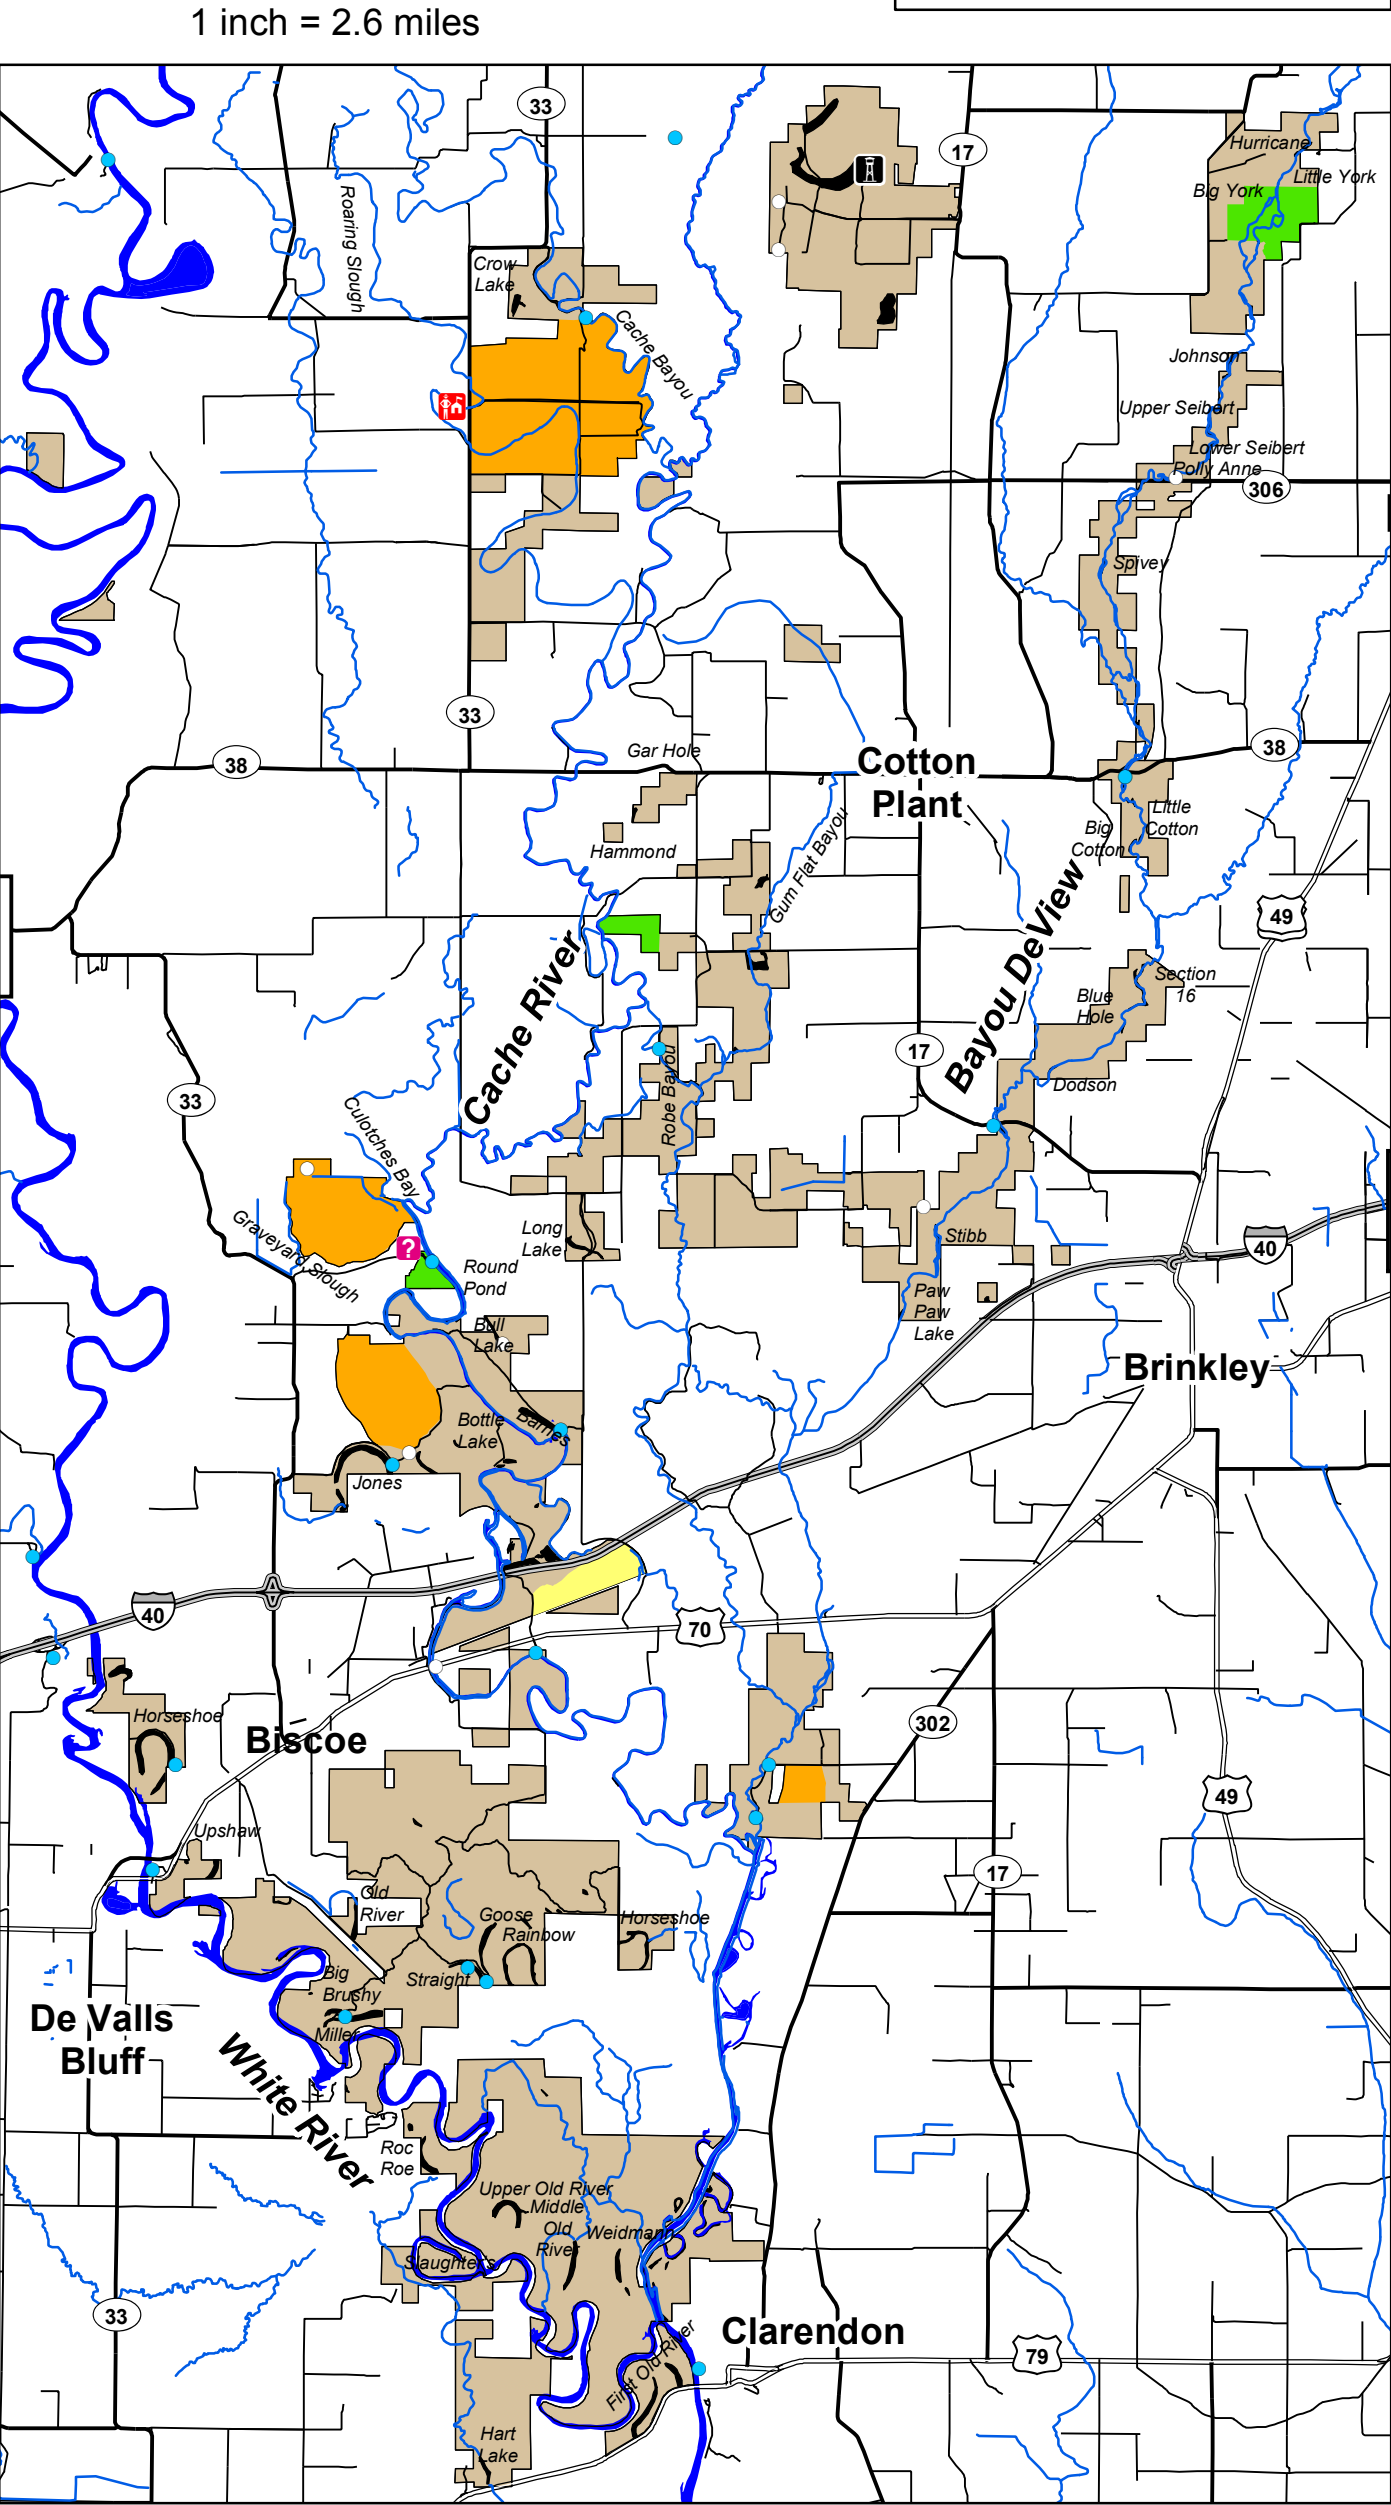 1 inch = 2.6 miles
33
17
Hurricane
Little York
Big York
Roaring Slough
Crow
Lake
Cache Bayou
Johnson
Upper Seibert
Lower Seibert
Polly Anne
306
Spivey
33
38
Gar Hole
38
Cotton
Plant
Little
Cotton
Big
Cotton
Hammond
Gum Flat Bayou
49
Bayou DeView
Cache River
Section
16
Blue
Hole
17
Dodson
33
Robe Bayou
Culotches Bay
Graveyard Slough
Long
Lake
Stibb
40
?
Round
Pond
Paw
Paw
Lake
Bull
Lake
Brinkley
Bottle
Lake
Barnes
Jones
40
70
Horseshoe
Biscoe
302
49
Upshaw
17
Old
River
Goose
Rainbow
Horseshoe
Big
Brushy
Straight
Miller
De Valls
Bluff
White River
Roc
Roe
Upper Old River
Middle
Old
River
Weidmann
Slaughters
33
Clarendon
79
First Old River
Hart
Lake